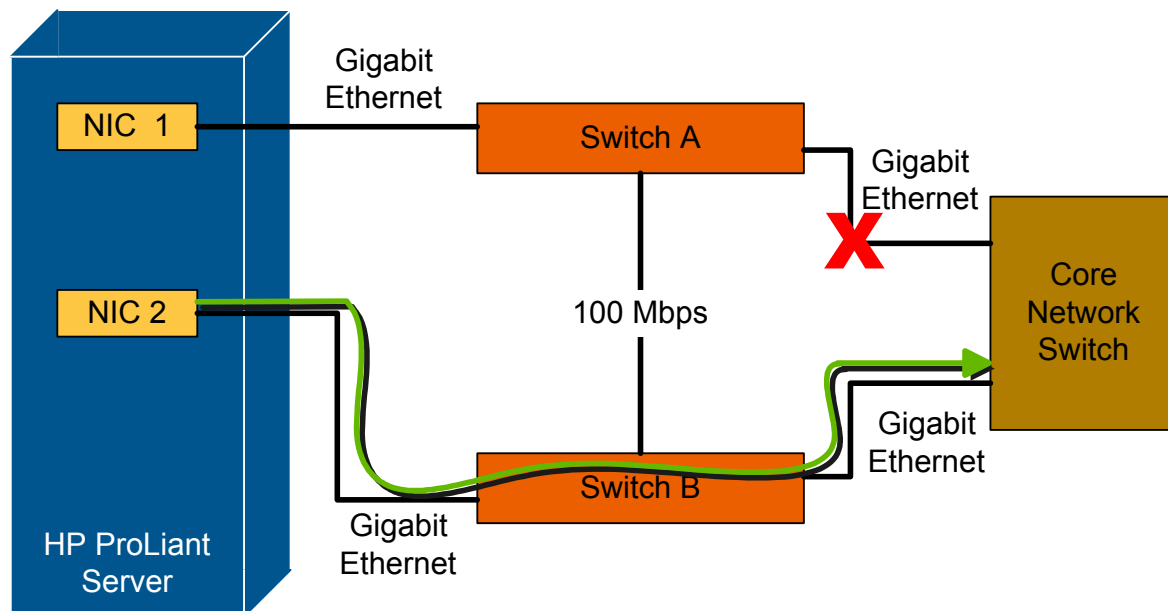 Gigabit
Ethernet
NIC 1
Switch A
Gigabit
Ethernet
Core
Network
Switch
NIC 2
100 Mbps
Gigabit
Ethernet
Switch B
Gigabit
Ethernet
HP ProLiant
Server